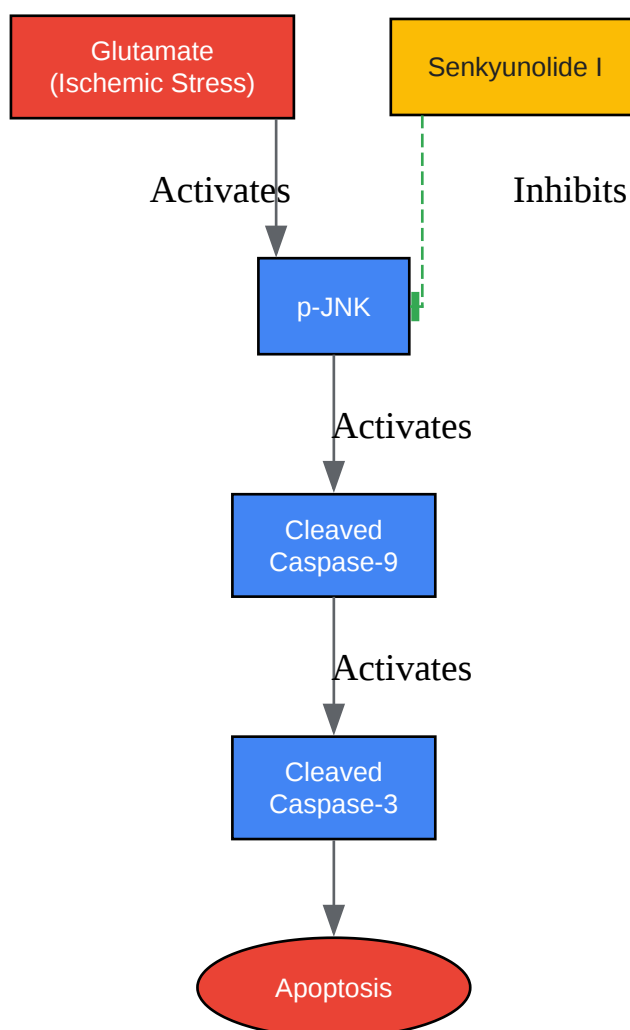 Glutamate
(Ischemic Stress)
Senkyunolide I
Activates
Inhibits
p-JNK
Activates
Cleaved
Caspase-9
Activates
Cleaved
Caspase-3
Apoptosis